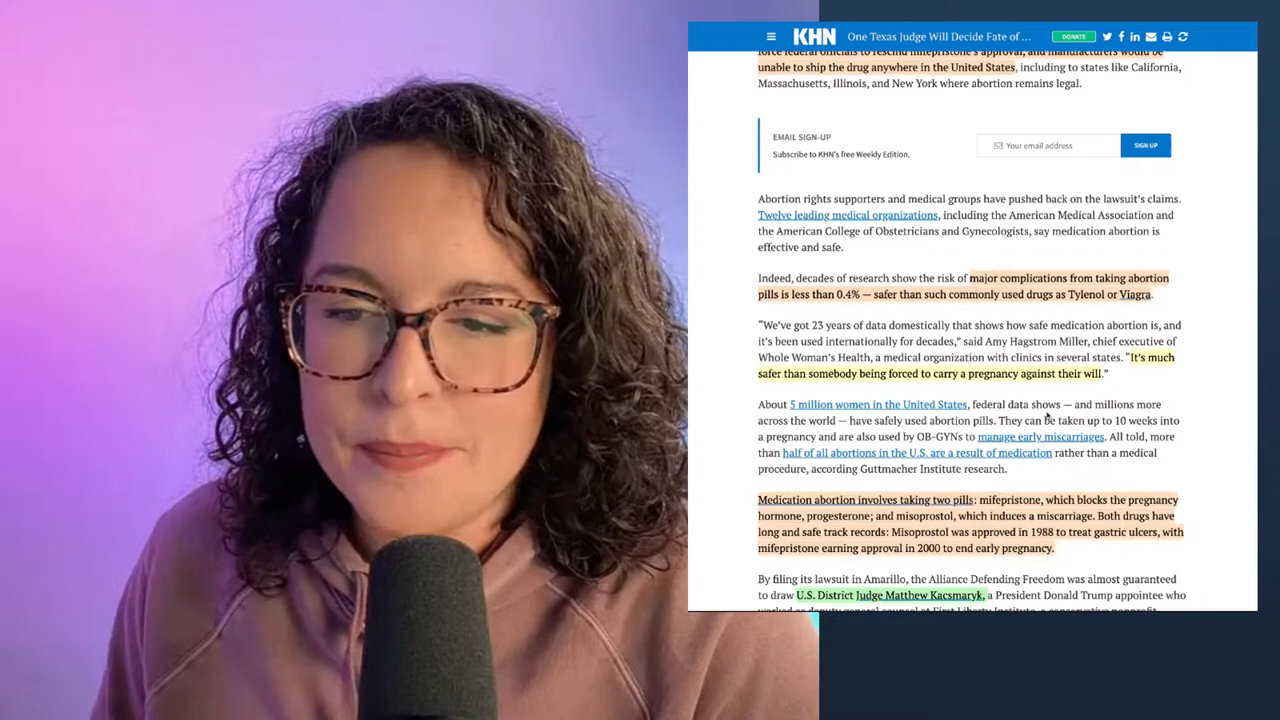 KHN One Texas Judge Will Decide Fate of ... DONATE
force federal officials to rescind mifepristone's approval, and manufacturers would be
unable to ship the drug anywhere in the United States, including to states like California,
Massachusetts, Illinois, and New York where abortion remains legal.
EMAIL SIGN-UP
Subscribe to KHN's free Weekly Edition.
Your email address
SIGN UP
Abortion rights supporters and medical groups have pushed back on the lawsuit's claims.
Twelve leading medical organizations, including the American Medical Association and
the American College of Obstetricians and Gynecologists, say medication abortion is
effective and safe.
Indeed, decades of research show the risk of major complications from taking abortion
pills is less than 0.4% — safer than such commonly used drugs as Tylenol or Viagra.
“We've got 23 years of data domestically that shows how safe medication abortion is, and
it's been used internationally for decades,” said Amy Hagstrom Miller, chief executive of
Whole Woman's Health, a medical organization with clinics in several states. “It's much
safer than somebody being forced to carry a pregnancy against their will.”
About 5 million women in the United States, federal data shows — and millions more
across the world — have safely used abortion pills. They can be taken up to 10 weeks into
a pregnancy and are also used by OB-GYNs to manage early miscarriages. All told, more
than half of all abortions in the U.S. are a result of medication rather than a medical
procedure, according Guttmacher Institute research.
Medication abortion involves taking two pills: mifepristone, which blocks the pregnancy
hormone, progesterone; and misoprostol, which induces a miscarriage. Both drugs have
long and safe track records: Misoprostol was approved in 1988 to treat gastric ulcers, with
mifepristone earning approval in 2000 to end early pregnancy.
By filing its lawsuit in Amarillo, the Alliance Defending Freedom was almost guaranteed
to draw U.S. District Judge Matthew Kacsmaryk, a President Donald Trump appointee who
worked as deputy general counsel at First Liberty Institute, a conservative nonprofit